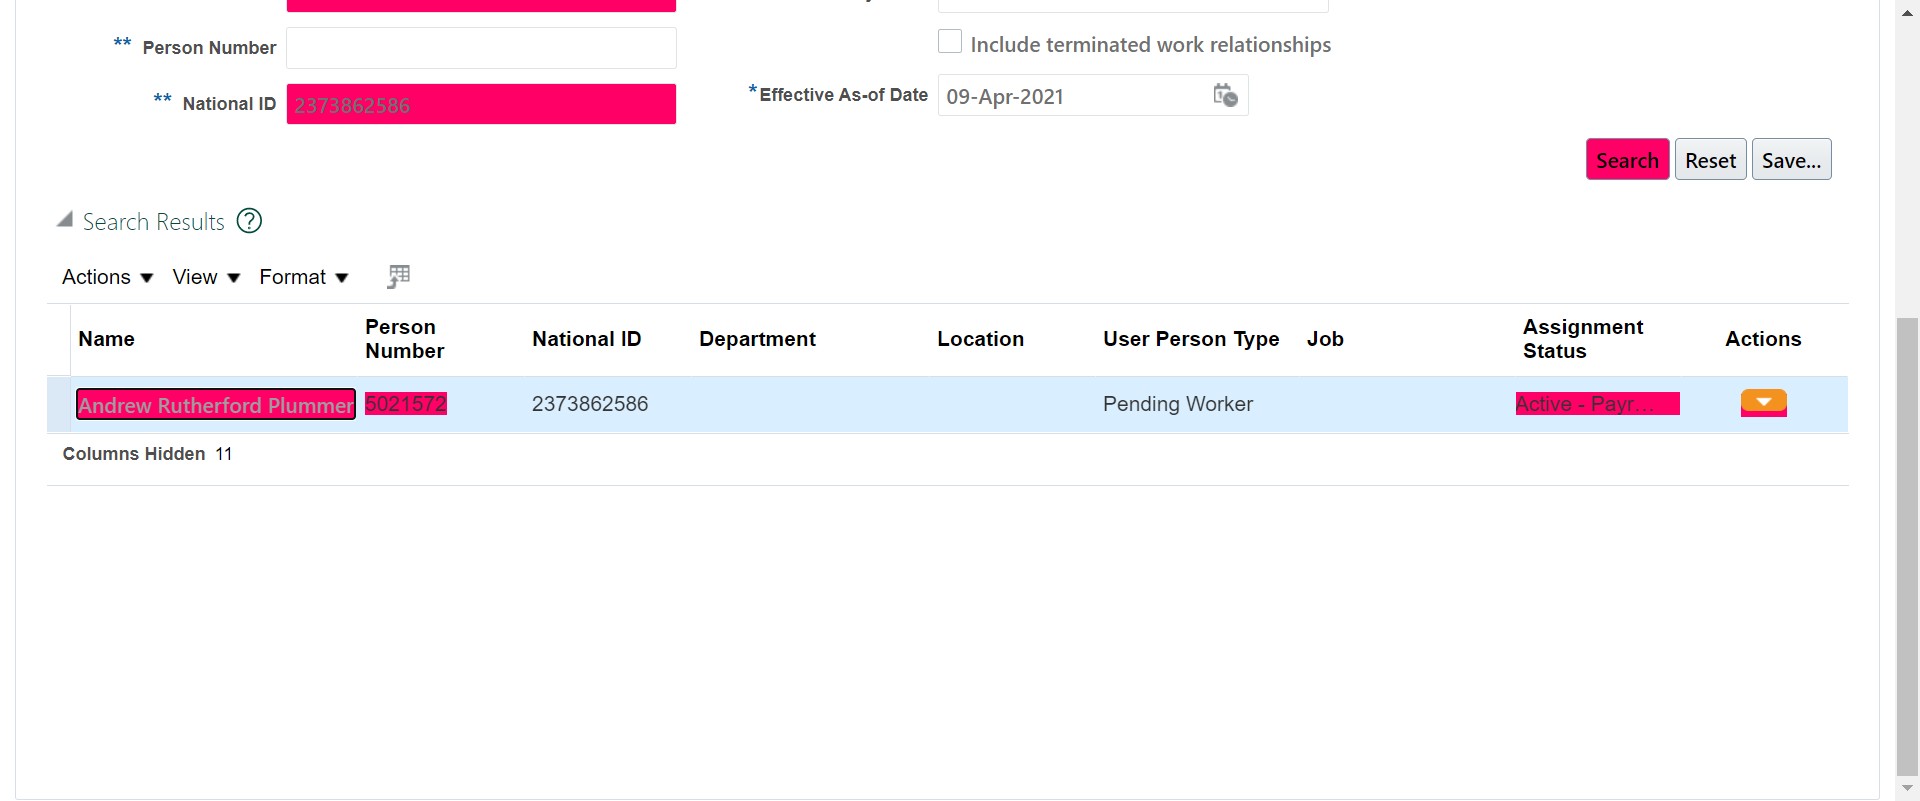 ** Person Number
Include terminated work relationships
** National ID 2373862586
*Effective As-of Date 09-Apr-2021
Search Reset Save...
Search Results ?
Actions View Format
Name Person Number National ID Department Location User Person Type Job Assignment Status Actions
Andrew Rutherford Plummer 5021572 2373862586 Pending Worker Active - Payr...
Columns Hidden 11